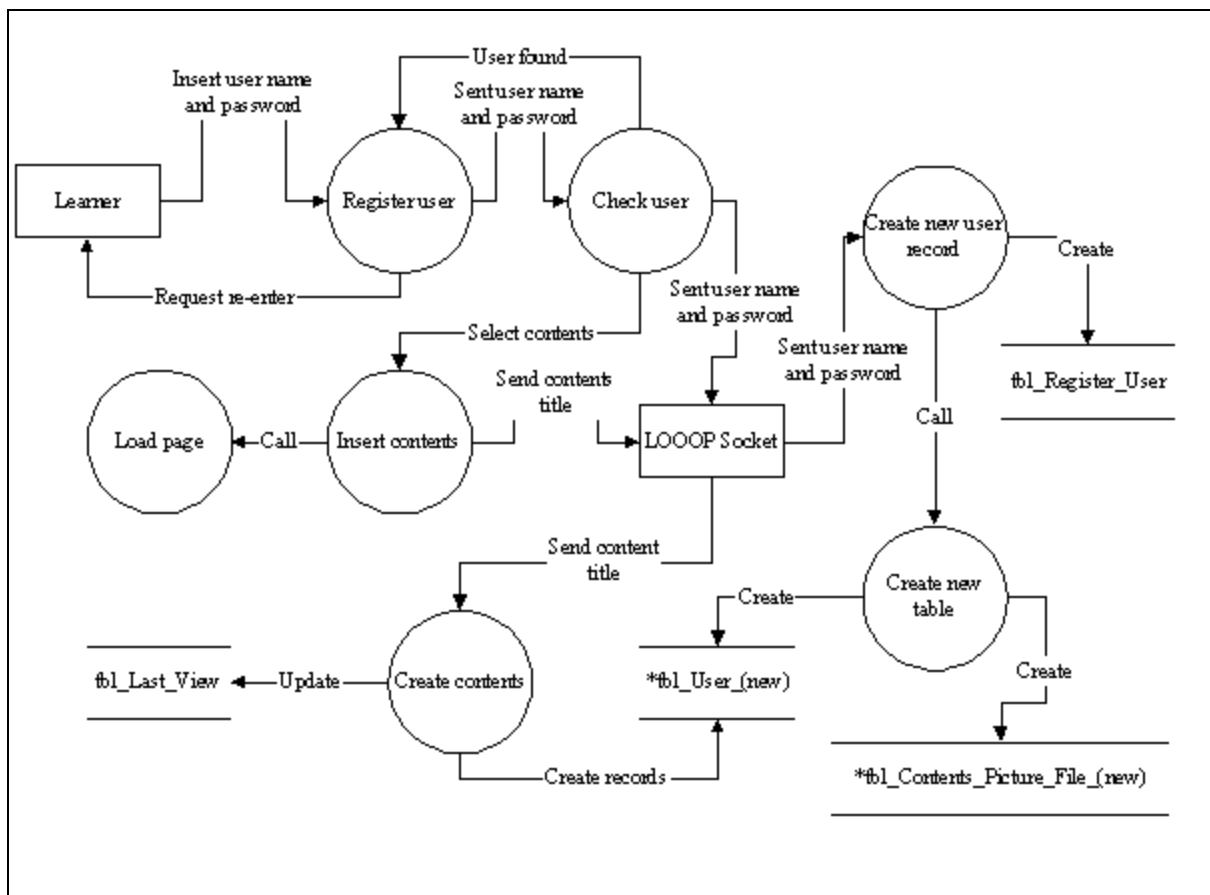 User found
Insert user name
and password
Sent user name
and password
Learner
Register user
Check user
Create new user
record
Create
Request re-enter
Sent user name
and password
Select contents
Sent user name
and password
tbl_Register_User
Send contents
title
Load page
Call
Insert contents
LOOOP Socket
Call
Send content
title
Create new
table
Create
tbl_Last_View
Update
Create contents
*tbl_User_(new)
Create
Create records
*tbl_Contents_Picture_File_(new)